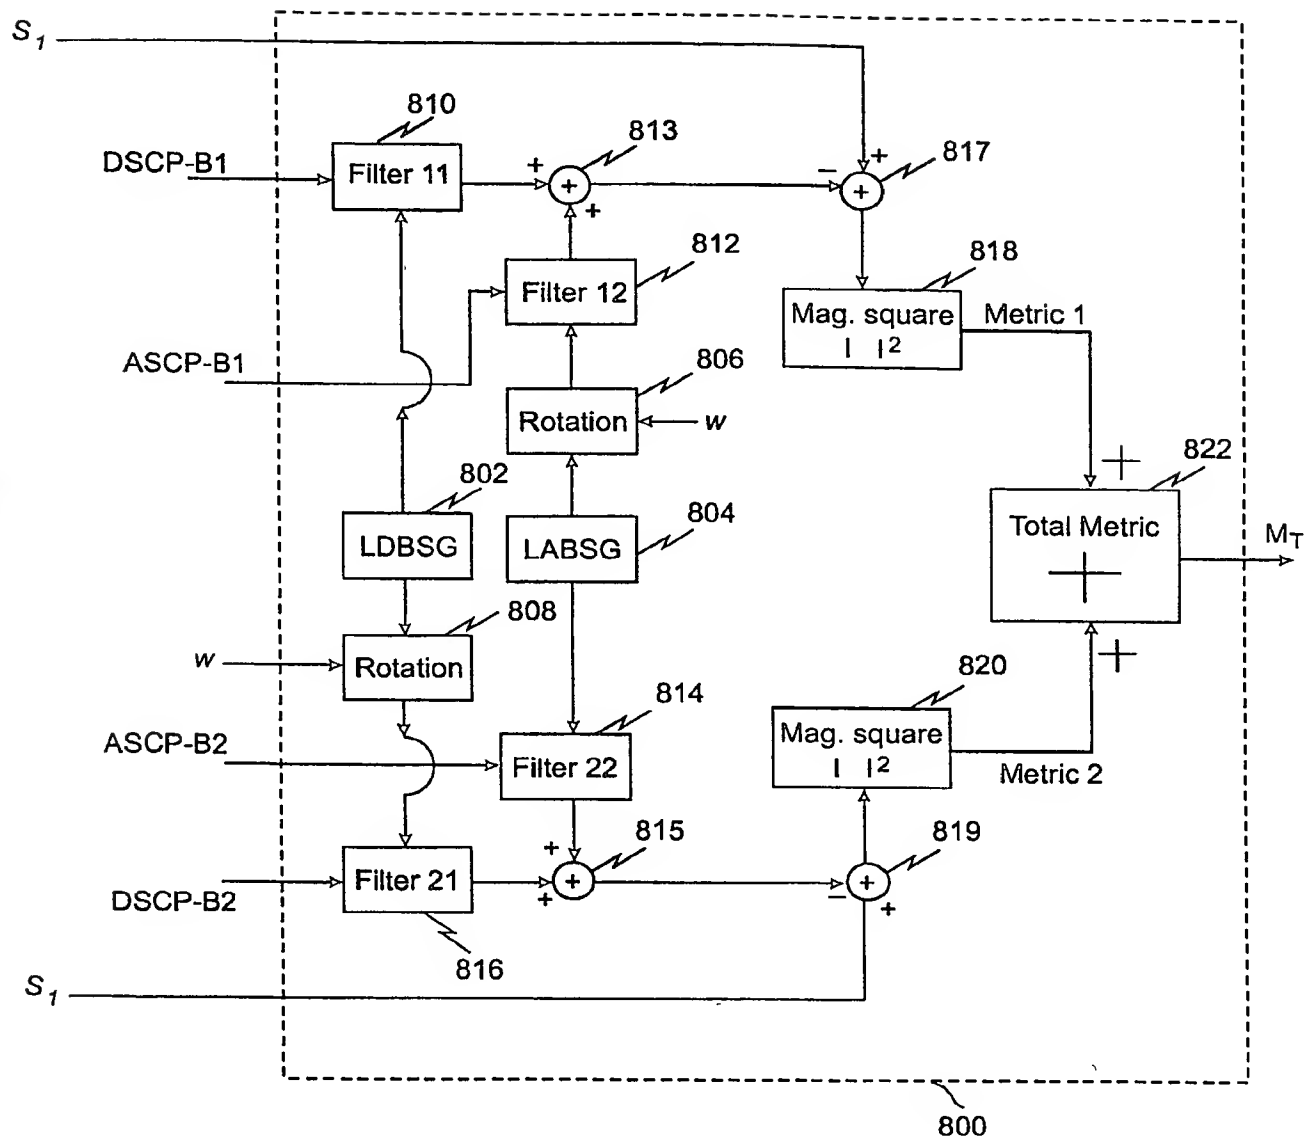 S1
810
DSCP-B1
Filter 11
+
813
+
+
−
+
+
817
812
Filter 12
818
Mag. square
| |²
Metric 1
ASCP-B1
806
Rotation
w
802
LDBSG
804
LABSG
+
822
Total Metric
+
MT
+
808
w
Rotation
814
ASCP-B2
Filter 22
820
Mag. square
| |²
Metric 2
+
815
+
+
−
+
+
819
DSCP-B2
Filter 21
816
S1
800